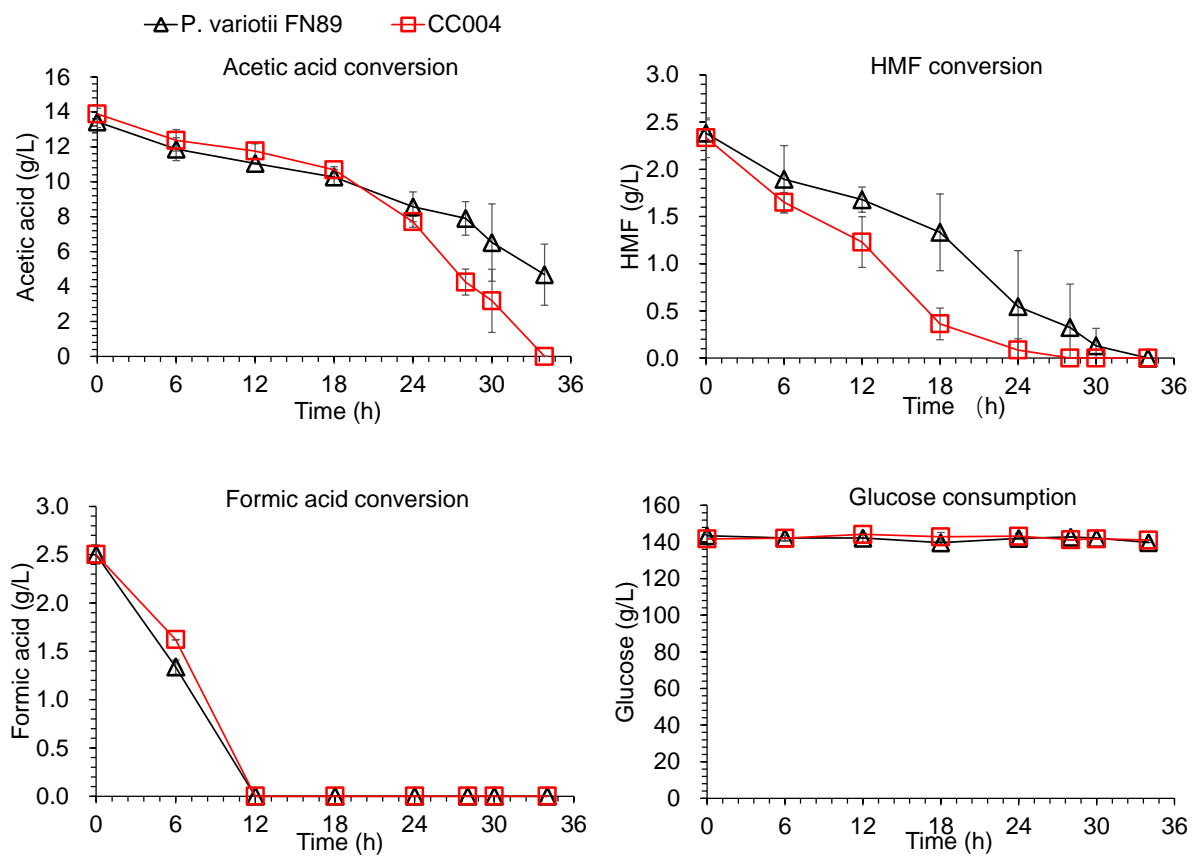 P. variotii FN89 CC004
Acetic acid conversion
16
14
12
10
8
6
4
2
0
Acetic acid (g/L)
0 6 12 18 24 30 36
Time (h)
HMF conversion
3.0
2.5
2.0
1.5
1.0
0.5
0.0
HMF (g/L)
0 6 12 18 24 30 36
Time （h)
Formic acid conversion
3.0
2.5
2.0
1.5
1.0
0.5
0.0
Formic acid (g/L)
0 6 12 18 24 30 36
Time (h)
Glucose consumption
160
140
120
100
80
60
40
20
0
Glucose (g/L)
0 6 12 18 24 30 36
Time (h)